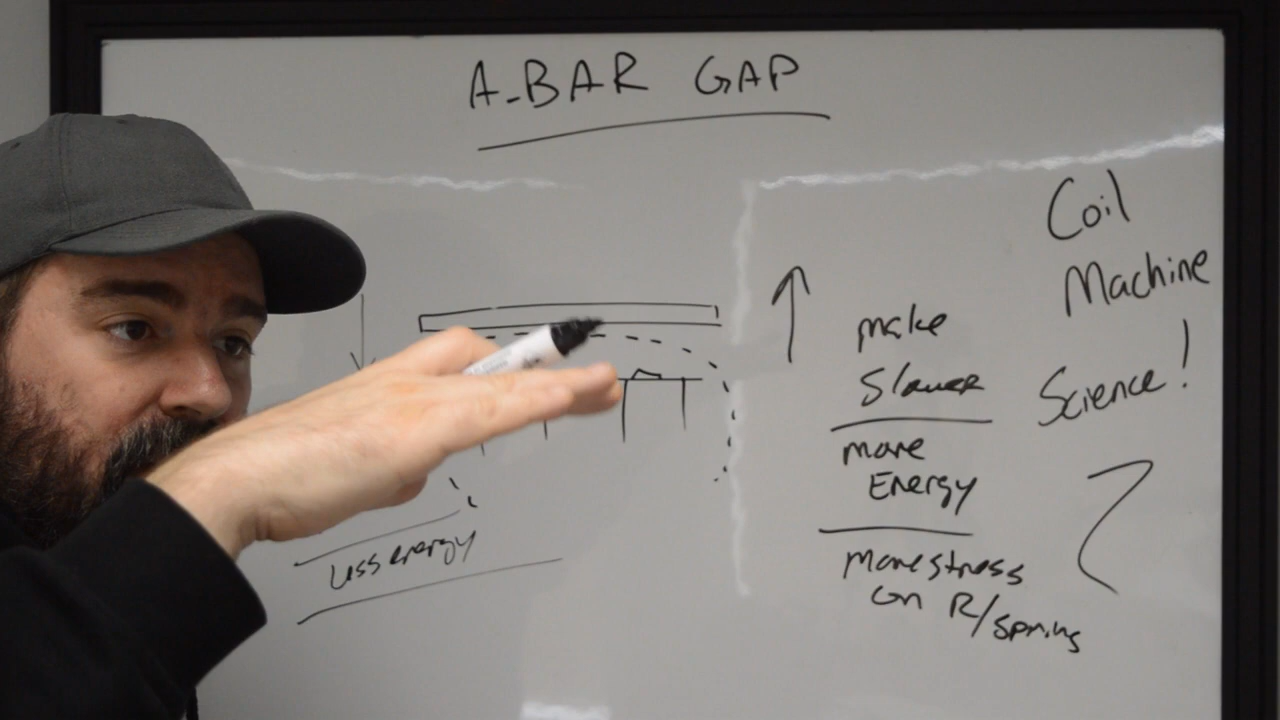 A-BAR GAP
Coil
Machine
Science!
make
Slower
more
Energy
More stress
on R/spring
Less energy